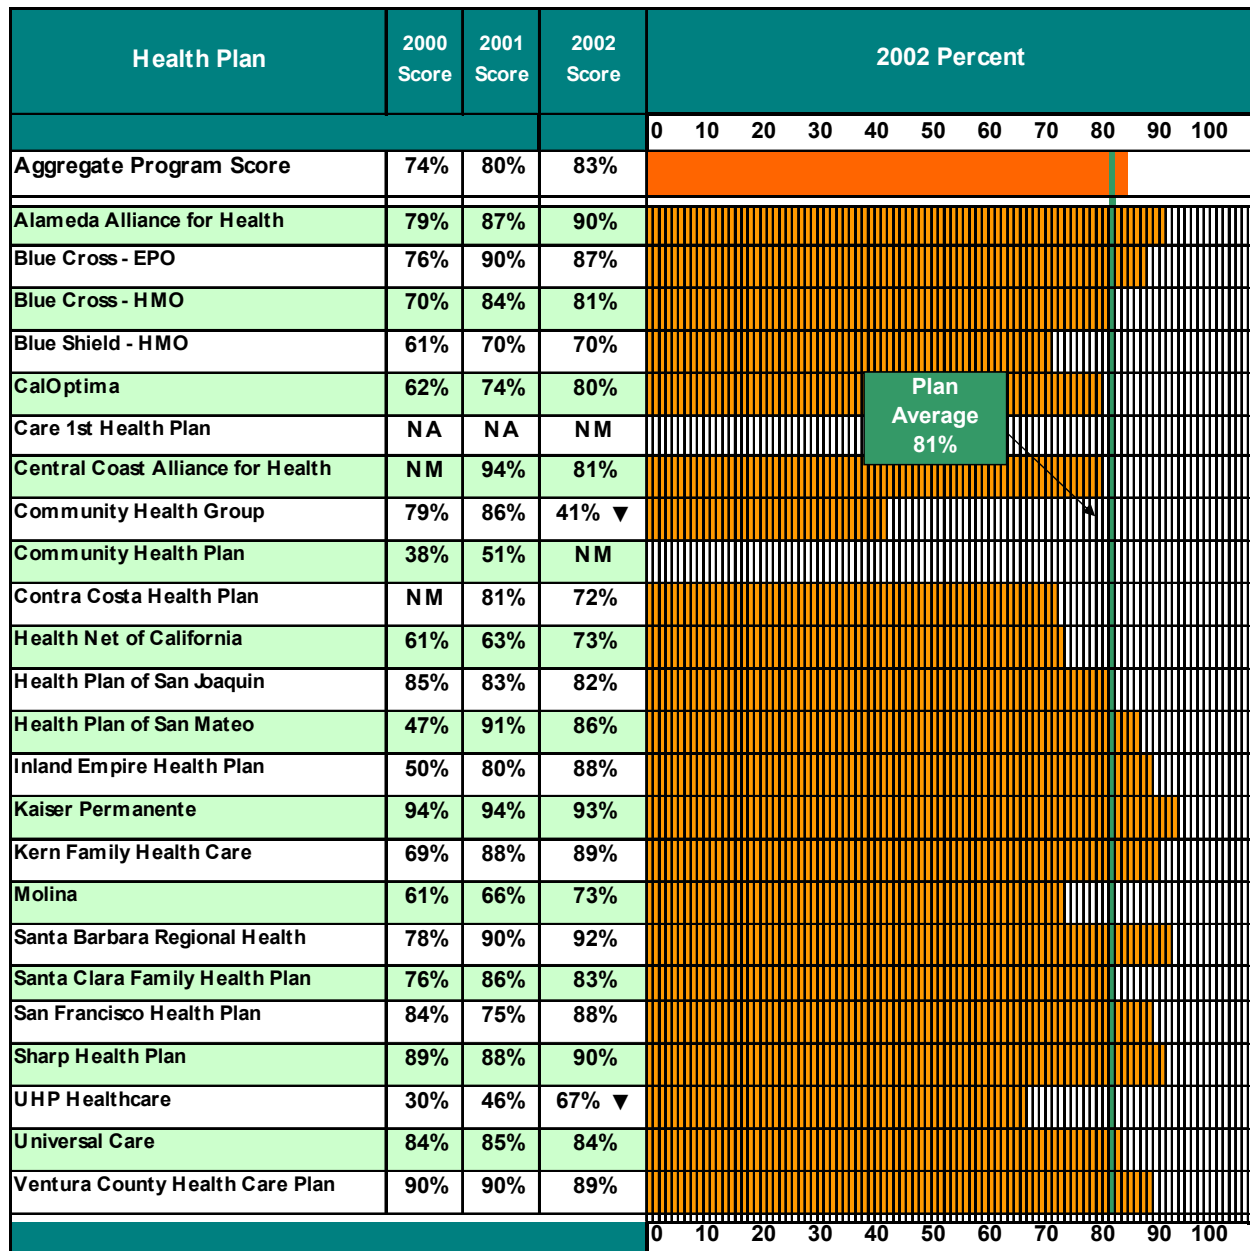 Health Plan 2000 Score 2001 Score 2002 Score 2002 Percent
0 10 20 30 40 50 60 70 80 90 100
Aggregate Program Score 74% 80% 83%
Alameda Alliance for Health 79% 87% 90%
Blue Cross - EPO 76% 90% 87%
Blue Cross - HMO 70% 84% 81%
Blue Shield - HMO 61% 70% 70%
CalOptima 62% 74% 80%
Plan
Average
81%
Care 1st Health Plan NA NA NM
Central Coast Alliance for Health NM 94% 81%
Community Health Group 79% 86% 41% ▼
Community Health Plan 38% 51% NM
Contra Costa Health Plan NM 81% 72%
Health Net of California 61% 63% 73%
Health Plan of San Joaquin 85% 83% 82%
Health Plan of San Mateo 47% 91% 86%
Inland Empire Health Plan 50% 80% 88%
Kaiser Permanente 94% 94% 93%
Kern Family Health Care 69% 88% 89%
Molina 61% 66% 73%
Santa Barbara Regional Health 78% 90% 92%
Santa Clara Family Health Plan 76% 86% 83%
San Francisco Health Plan 84% 75% 88%
Sharp Health Plan 89% 88% 90%
UHP Healthcare 30% 46% 67% ▼
Universal Care 84% 85% 84%
Ventura County Health Care Plan 90% 90% 89%
0 10 20 30 40 50 60 70 80 90 100